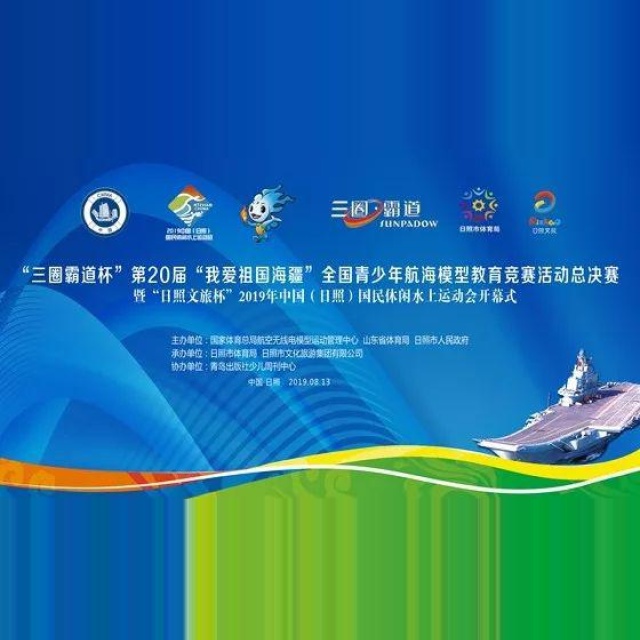 三圈霸道
SUNPADOW
日照市体育局
日照文旅
“三圈霸道杯”第20届“我爱祖国海疆”全国青少年航海模型教育竞赛活动总决赛
暨“日照文旅杯”2019年中国（日照）国民休闲水上运动会开幕式
主办单位：国家体育总局航空无线电模型运动管理中心 山东省体育局 日照市人民政府
承办单位：日照市体育局 日照市文化旅游集团有限公司
协办单位：青岛出版社少儿周刊中心
中国·日照 2019.08.13